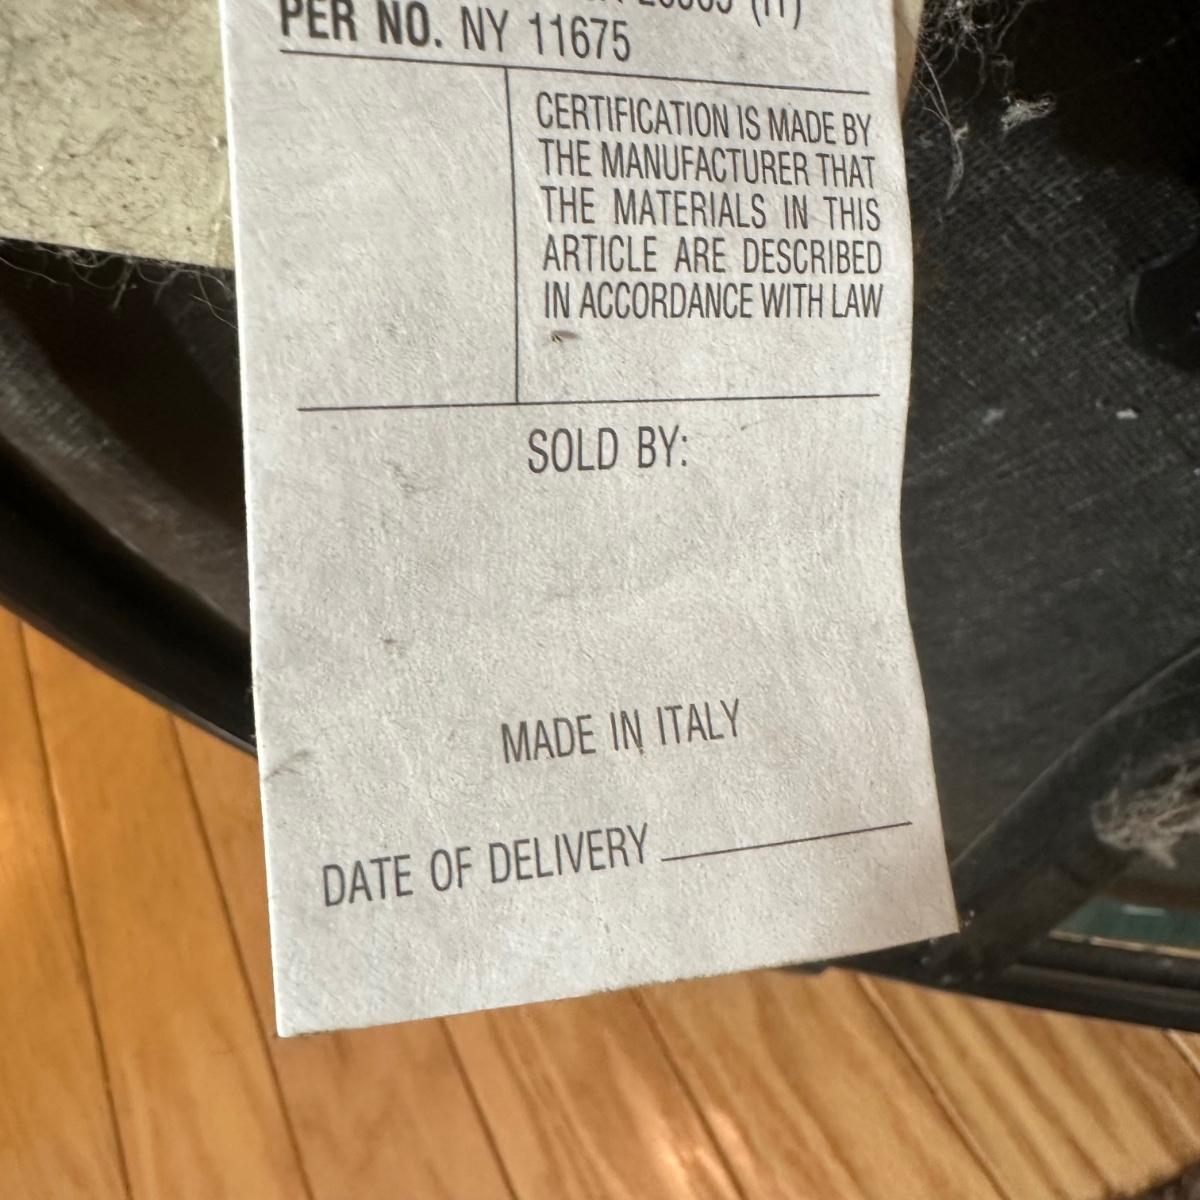 PER NO. NY 11675
CERTIFICATION IS MADE BY
THE MANUFACTURER THAT
THE MATERIALS IN THIS
ARTICLE ARE DESCRIBED
IN ACCORDANCE WITH LAW
SOLD BY:
MADE IN ITALY
DATE OF DELIVERY